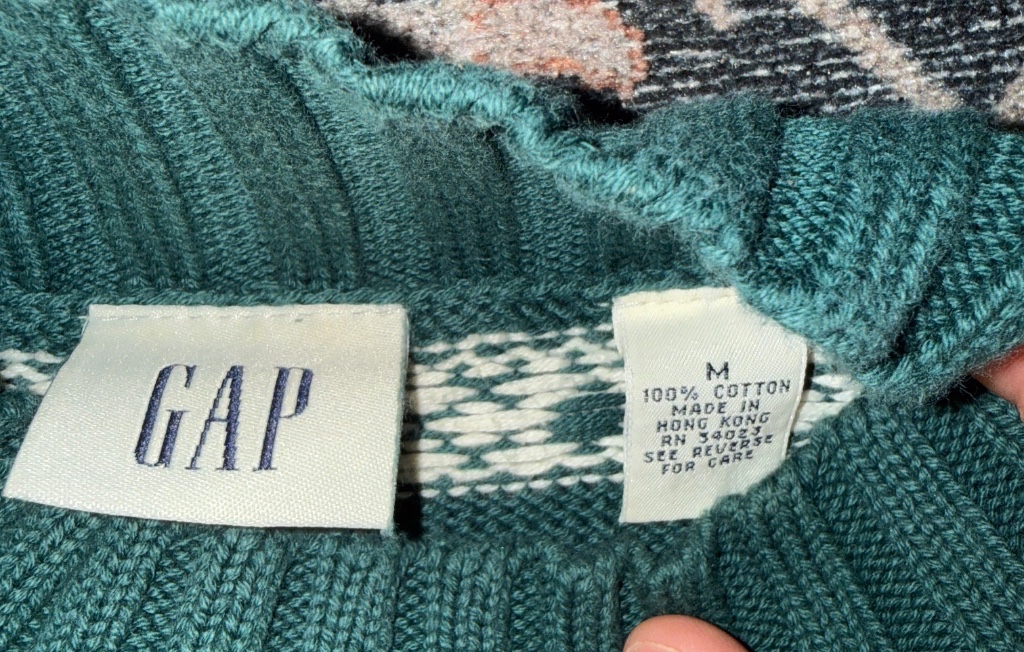 GAP
M
100% COTTON
MADE IN
HONG KONG
RN 54023
SEE REVERSE
FOR CARE